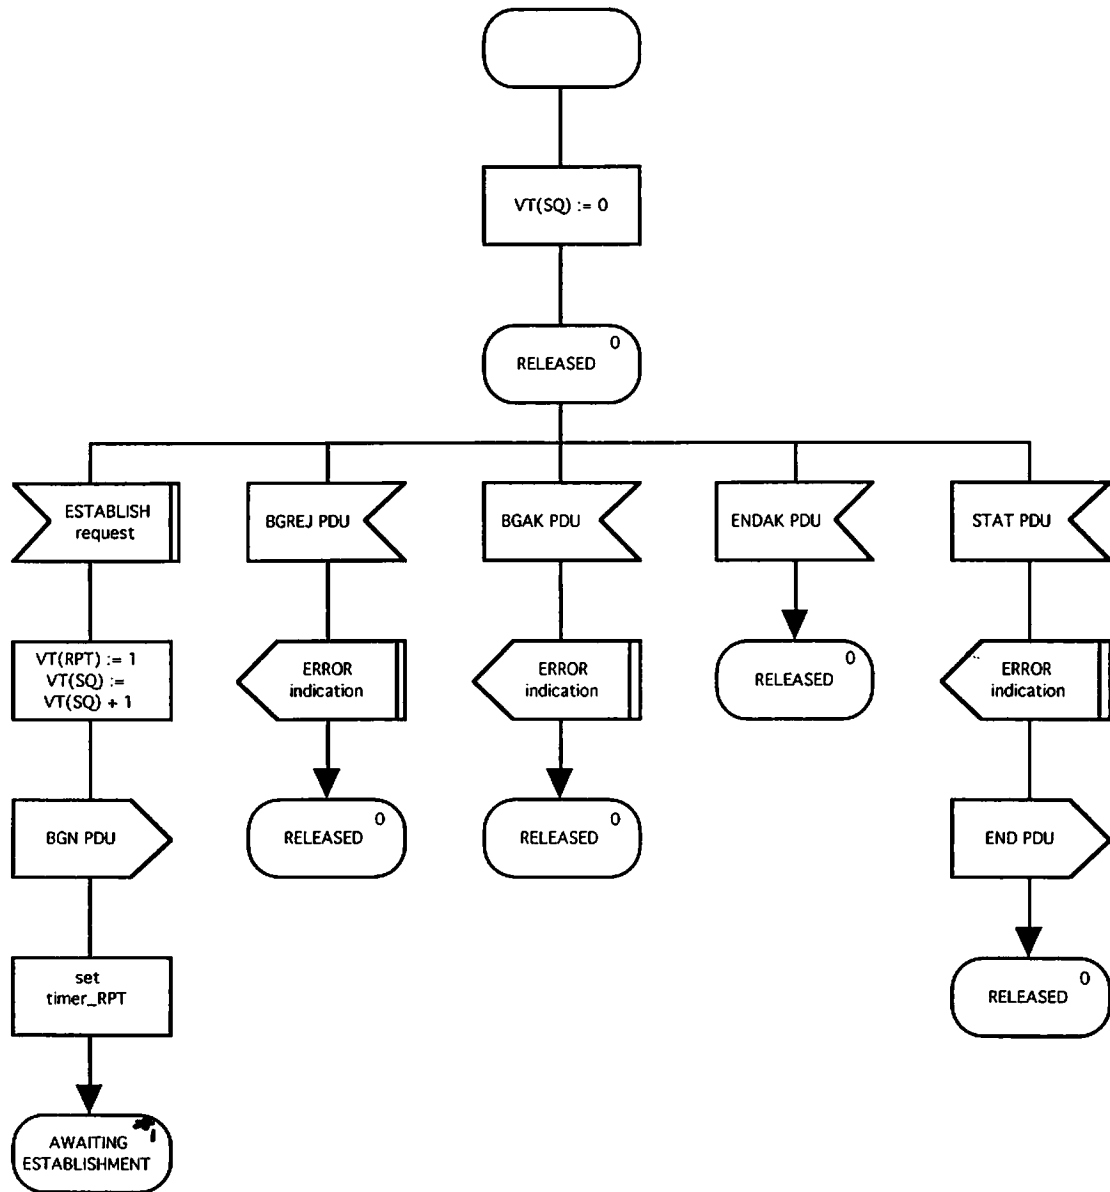 VT(SQ) := 0
0
RELEASED
ESTABLISH
request
BGREJ PDU
BGAK PDU
ENDAK PDU
STAT PDU
VT(RPT) := 1
VT(SQ) :=
VT(SQ) + 1
ERROR
indication
ERROR
indication
0
RELEASED
ERROR
indication
BGN PDU
0
RELEASED
0
RELEASED
END PDU
set
timer_RPT
0
RELEASED
1
AWAITING
ESTABLISHMENT